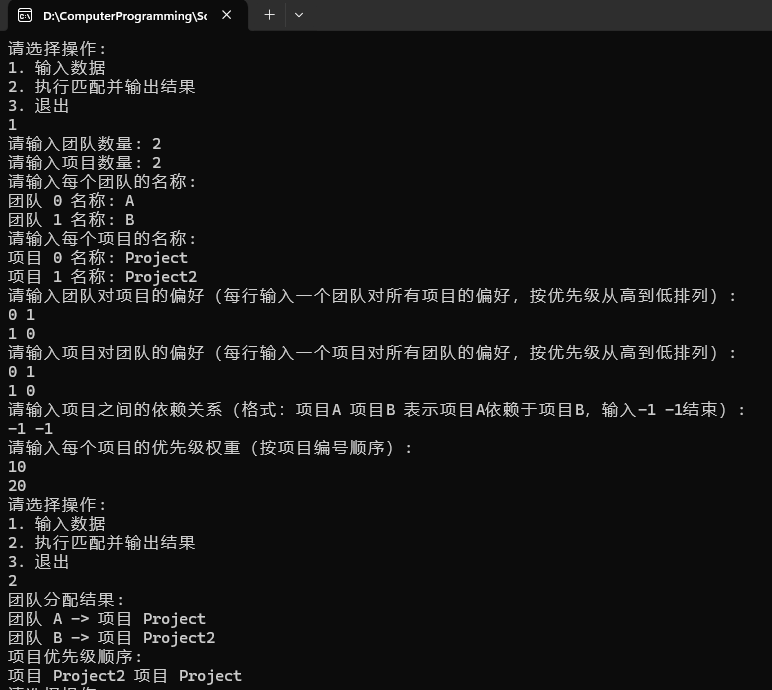 D:\ComputerProgramming\Sc
请选择操作:
1. 输入数据
2. 执行匹配并输出结果
3. 退出
1
请输入团队数量: 2
请输入项目数量: 2
请输入每个团队的名称:
团队 0 名称: A
团队 1 名称: B
请输入每个项目的名称:
项目 0 名称: Project
项目 1 名称: Project2
请输入团队对项目的偏好（每行输入一个团队对所有项目的偏好，按优先级从高到低排列）:
0 1
1 0
请输入项目对团队的偏好（每行输入一个项目对所有团队的偏好，按优先级从高到低排列）:
0 1
1 0
请输入项目之间的依赖关系（格式：项目A 项目B 表示项目A依赖于项目B，输入-1 -1结束）:
-1 -1
请输入每个项目的优先级权重（按项目编号顺序）:
10
20
请选择操作:
1. 输入数据
2. 执行匹配并输出结果
3. 退出
2
团队分配结果:
团队 A -> 项目 Project
团队 B -> 项目 Project2
项目优先级顺序:
项目 Project2 项目 Project